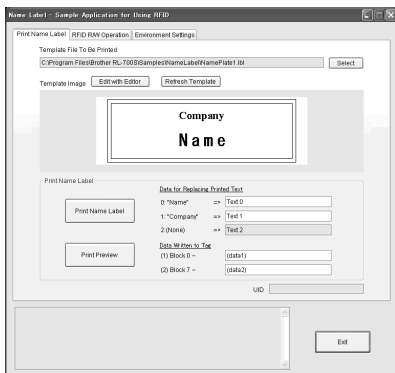 Name Label - Sample Application for Using RFID
Print Name Label RFID R/W Operation Environment Settings
Template File To Be Printed
C:\Program Files\Brother RL-700S\Samples\NameLabel\NamePlate1.lbl Select
Template Image Edit with Editor Refresh Template
Company
Name
Print Name Label
Data for Replacing Printed Text
0: "Name" => Text 0
Print Name Label 1: "Company" => Text 1
2:(None) => Text 2
Data Written to Tag
Print Preview (1) Block 0 ~ (data1)
(2) Block 7 ~ (data2)
UID
Exit